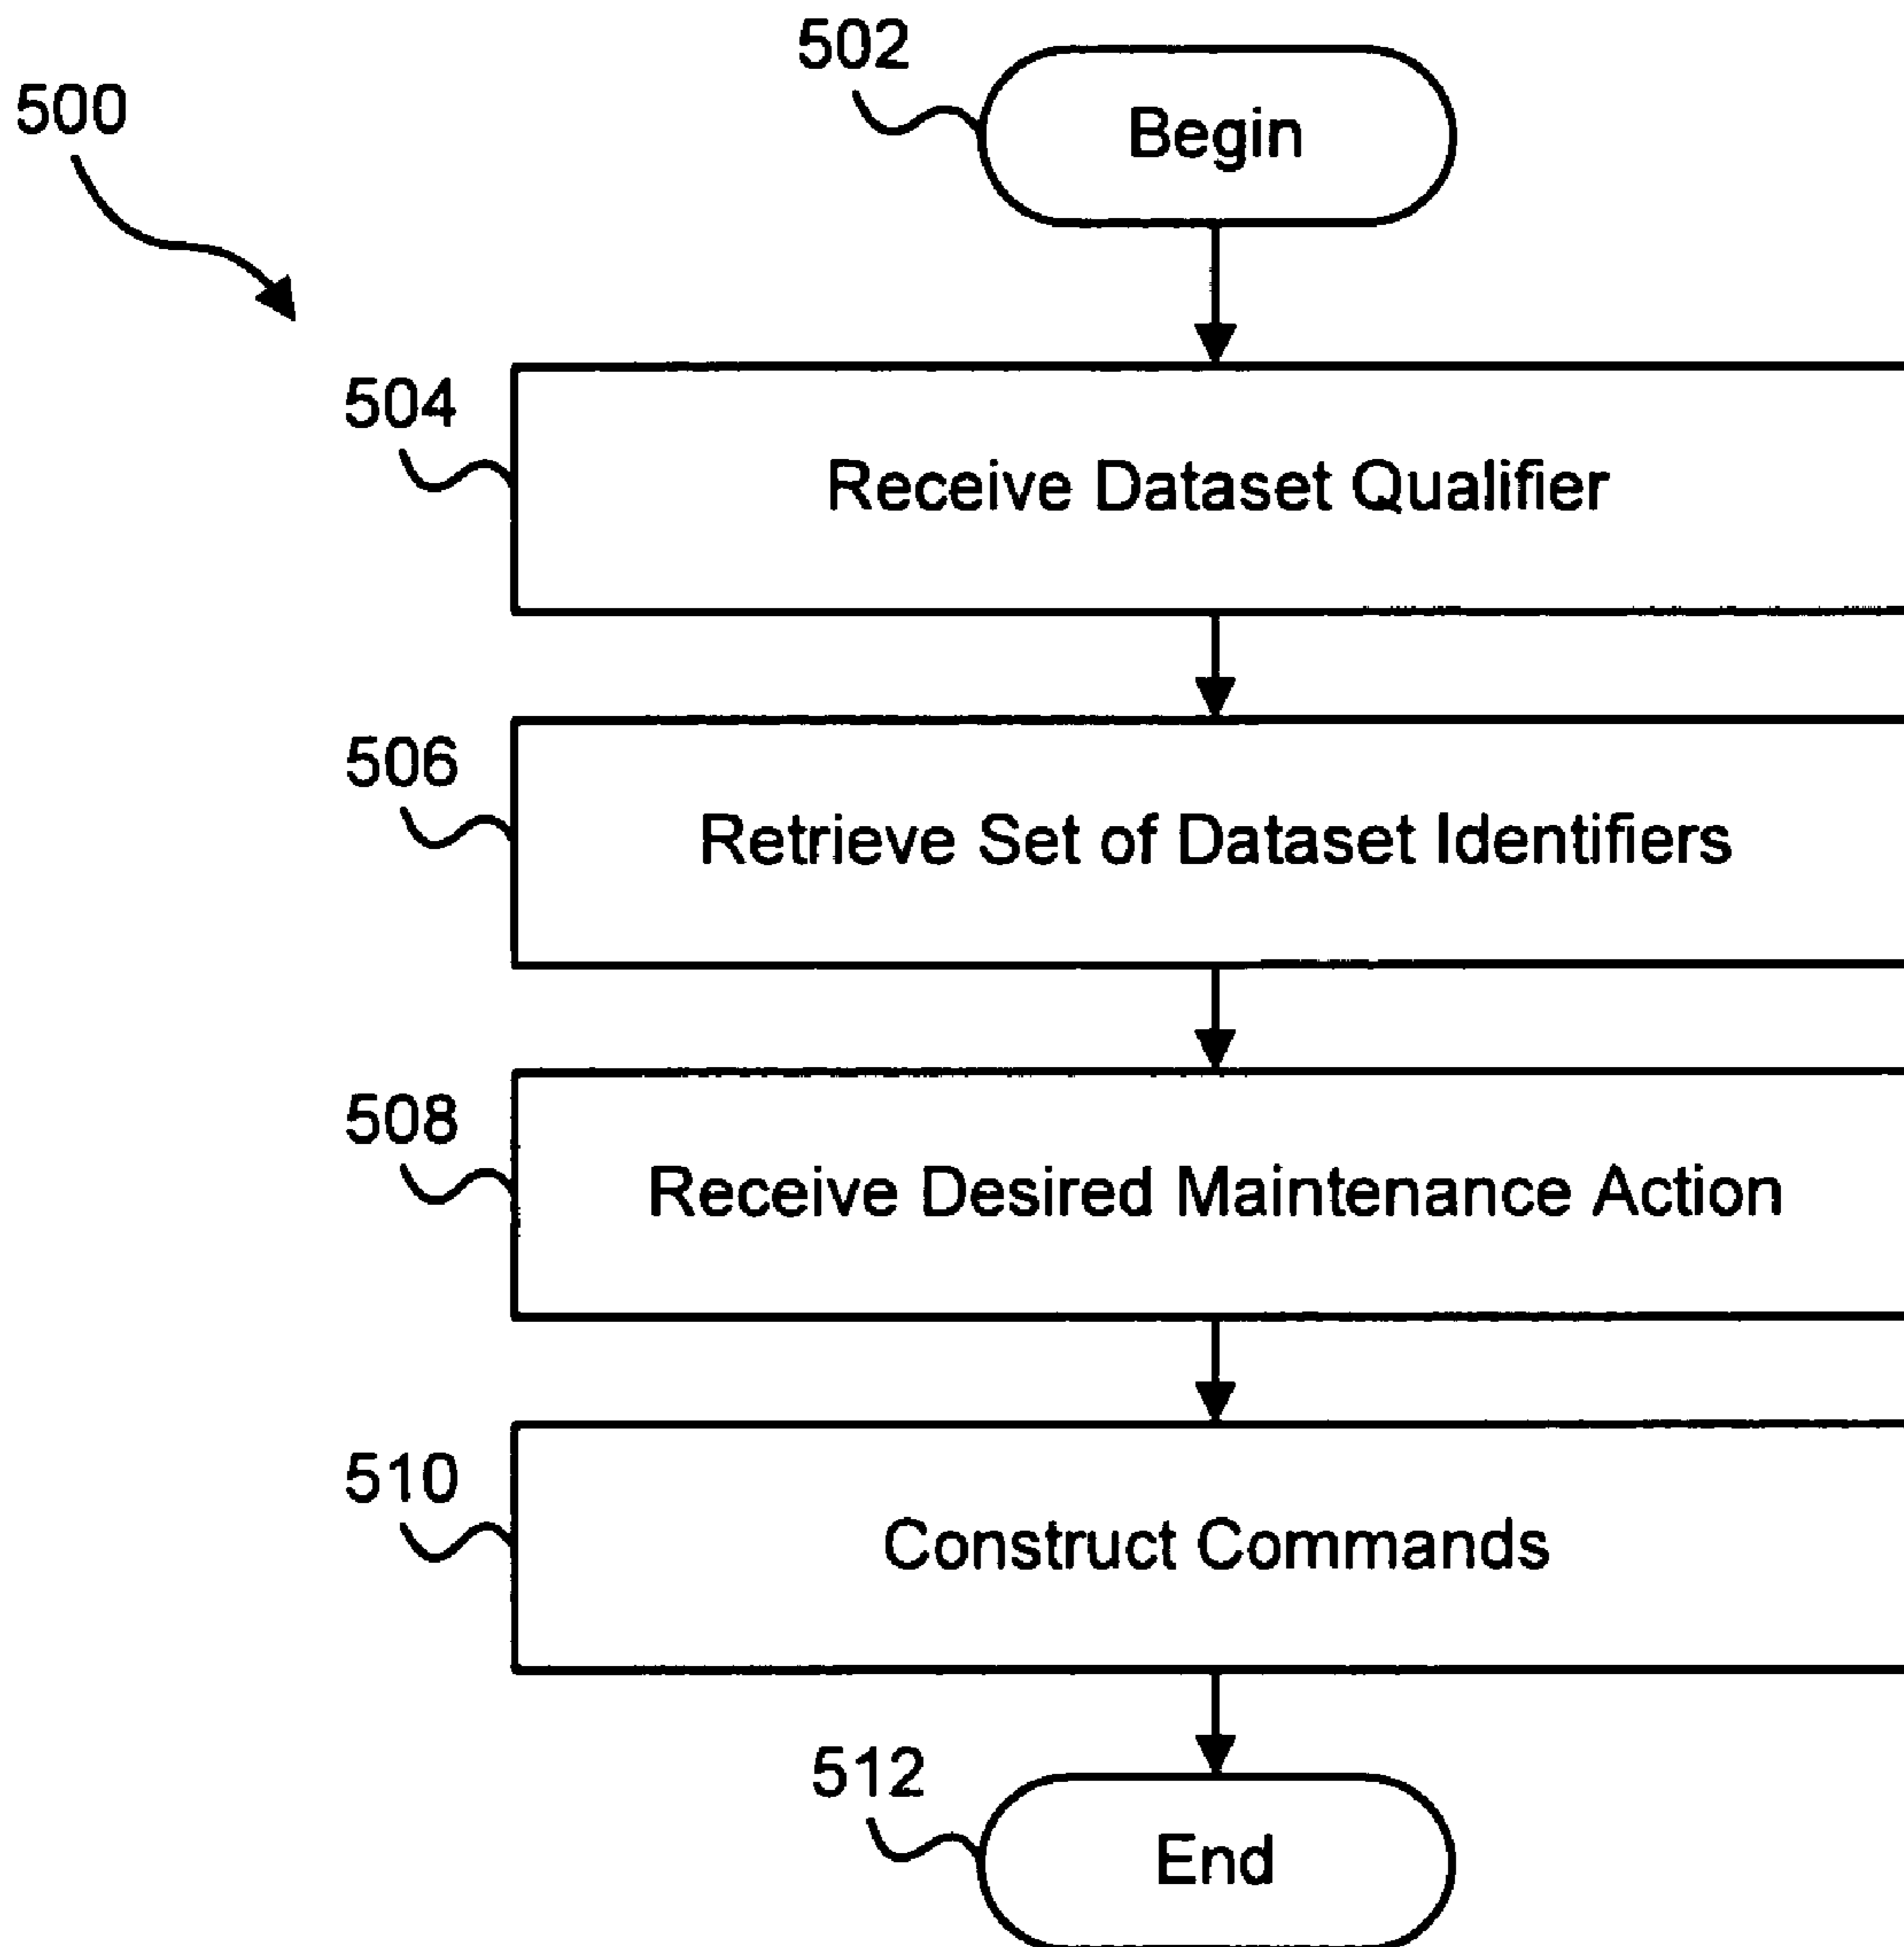 502
Begin
500
504
Receive Dataset Qualifier
506
Retrieve Set of Dataset Identifiers
508
Receive Desired Maintenance Action
510
Construct Commands
512
End